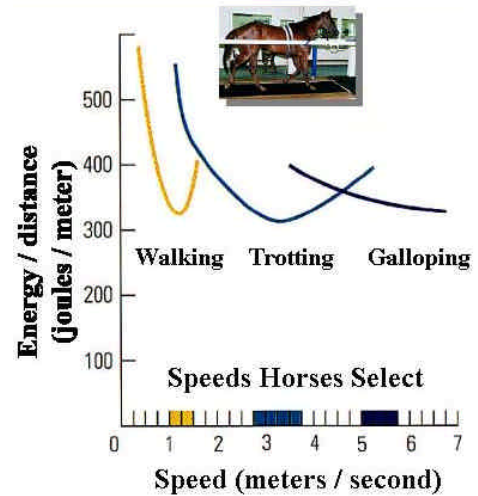 500
400
300
200
100
Energy / distance
(joules / meter)
Walking Trotting Galloping
Speeds Horses Select
0 1 2 3 4 5 6 7
Speed (meters / second)